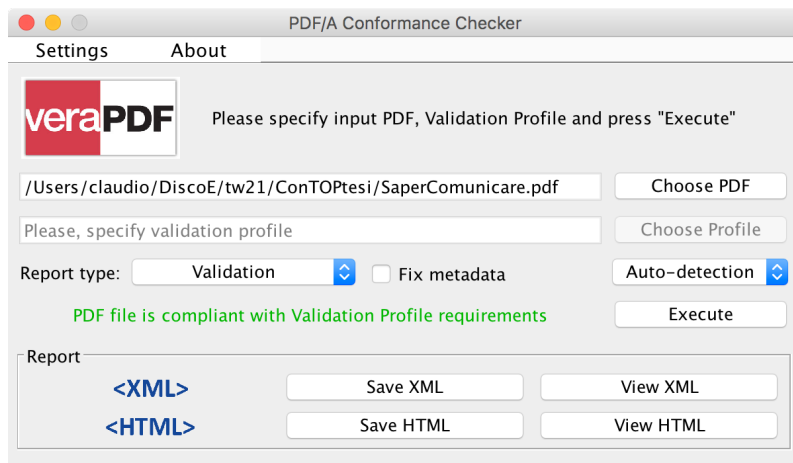 PDF/A Conformance Checker
Settings About
veraPDF
Please specify input PDF, Validation Profile and press "Execute"
/Users/claudio/DiscoE/tw21/ConTOPtesi/SaperComunicare.pdf Choose PDF
Please, specify validation profile Choose Profile
Report type: Validation Fix metadata Auto-detection
PDF file is compliant with Validation Profile requirements Execute
Report
<XML> Save XML View XML
<HTML> Save HTML View HTML